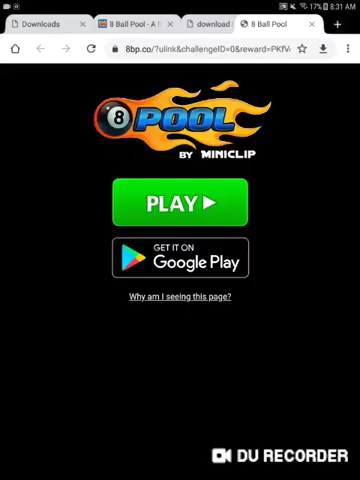 17% 8:31 AM
Downloads
8 Ball Pool - A f
download
8 Ball Pool
8bp.co/?ulink&challengeID=0&reward=PKfV
8 POOL
BY MINICLIP
PLAY
GET IT ON
Google Play
Why am I seeing this page?
DU RECORDER